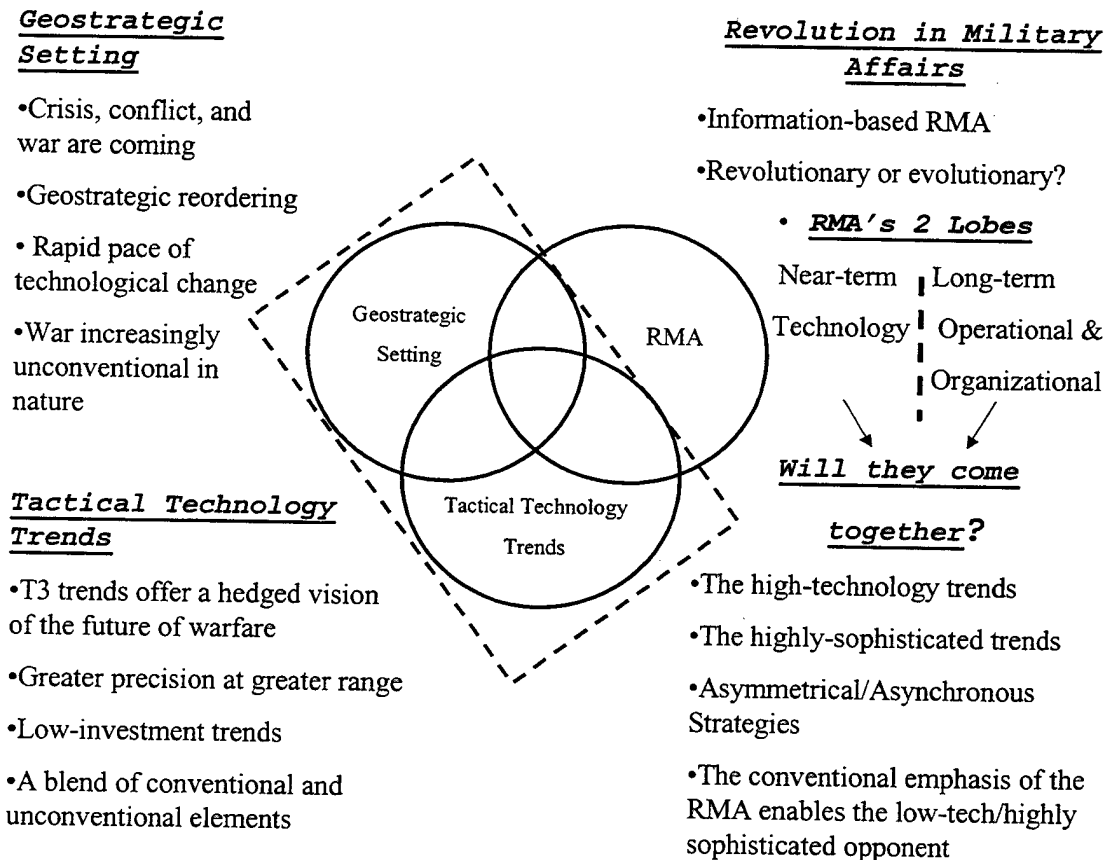 Geostrategic
Setting
•Crisis, conflict, and
war are coming
•Geostrategic reordering
• Rapid pace of
technological change
•War increasingly
unconventional in
nature
Tactical Technology
Trends
•T3 trends offer a hedged vision
of the future of warfare
•Greater precision at greater range
•Low-investment trends
•A blend of conventional and
unconventional elements
Geostrategic
Setting
RMA
Tactical Technology
Trends
Revolution in Military
Affairs
•Information-based RMA
•Revolutionary or evolutionary?
• RMA's 2 Lobes
Near-term Long-term
Technology Operational &
Organizational
Will they come
together?
•The high-technology trends
•The highly-sophisticated trends
•Asymmetrical/Asynchronous
Strategies
•The conventional emphasis of the
RMA enables the low-tech/highly
sophisticated opponent